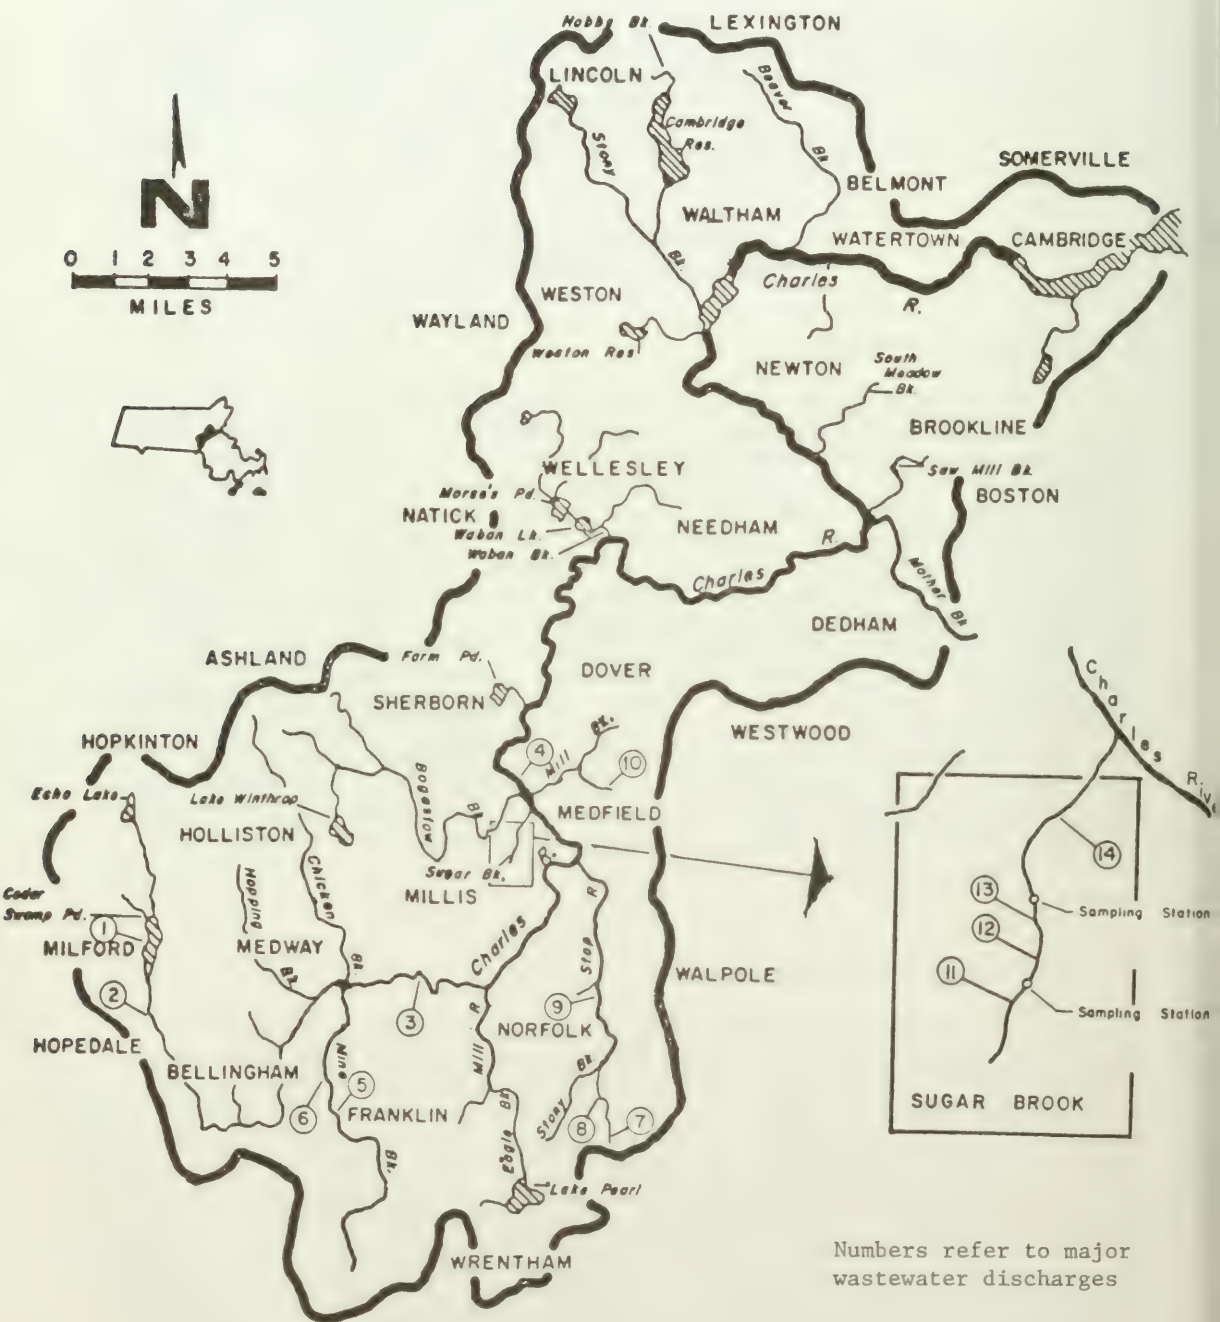 Hobbs Bk.
LEXINGTON
LINCOLN
Beaver
Bk.
Stony
Bk.
Cambridge
Res.
SOMERVILLE
BELMONT
WALTHAM
WATERTOWN
CAMBRIDGE
N
0 1 2 3 4 5
MILES
Charles
R.
WESTON
WAYLAND
Weston Res
NEWTON
South
Meadow
Bk.
BROOKLINE
WELLESLEY
Saw Mill Bk.
BOSTON
Morse's Pd.
NATICK
Waban Lk.
Waban Bk.
NEEDHAM
R.
Charles
Mother Bk
DEDHAM
ASHLAND
Farm Pd.
DOVER
SHERBORN
WESTWOOD
HOPKINTON
Charles
Rive
4
Mill
Bk.
10
Echo Lake
Lake Winthrop
Bogastow
Bk
MEDFIELD
HOLLISTON
Sugar Bk.
MILLIS
14
13
Sampling Station
12
11
Sampling Station
SUGAR BROOK
Chicken
Bk.
Hopping
Bk.
Cedar
Swamp Pd.
1
MILFORD
MEDWAY
Charles
R
Stop
WALPOLE
2
3
9
NORFOLK
HOPEDALE
BELLINGHAM
Mine
Bk.
5
6
FRANKLIN
Mill
R
Eagle
Bk
Stony
Bk.
8
7
Lake Pearl
WRENTHAM
Numbers refer to major
wastewater discharges